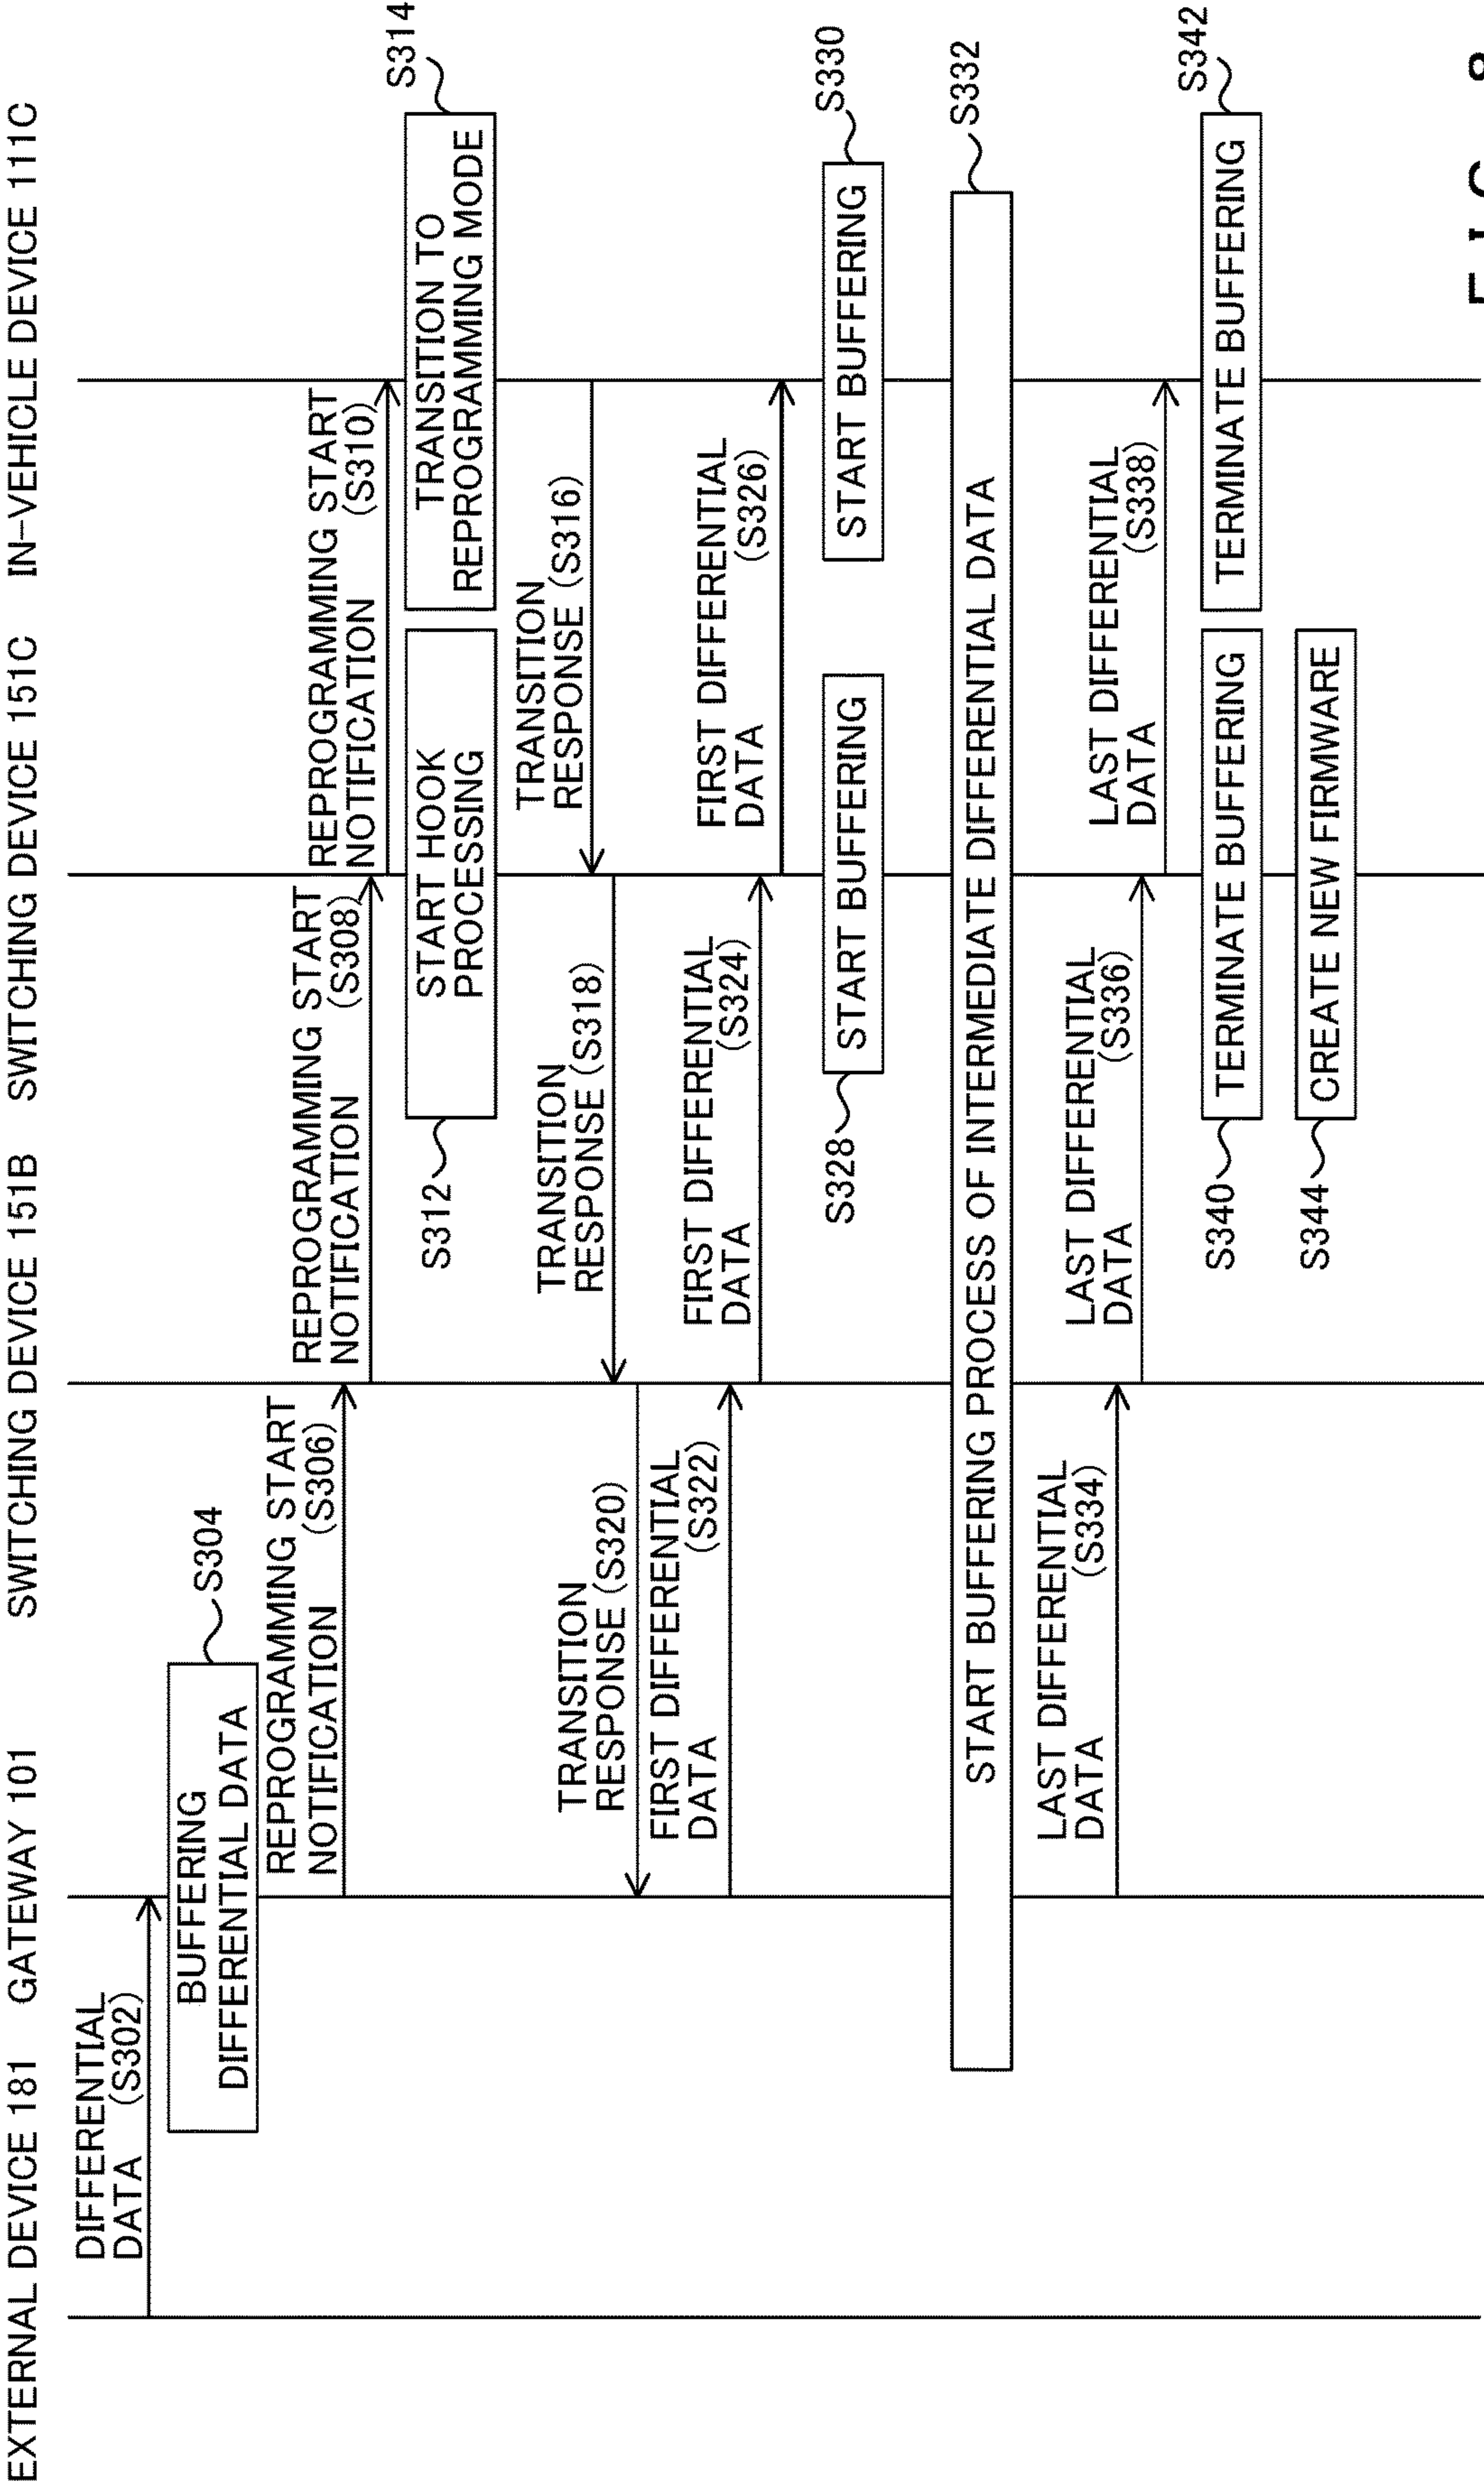 EXTERNAL DEVICE 181
GATEWAY 101
SWITCHING DEVICE 151B
SWITCHING DEVICE 151C
IN-VEHICLE DEVICE 111C
DIFFERENTIAL
DATA (S302)
BUFFERING
DIFFERENTIAL DATA
S304
REPROGRAMMING START
NOTIFICATION (S306)
REPROGRAMMING START
NOTIFICATION (S308)
REPROGRAMMING START
NOTIFICATION (S310)
S312
START HOOK
PROCESSING
TRANSITION TO
REPROGRAMMING MODE
S314
TRANSITION
RESPONSE (S316)
TRANSITION
RESPONSE (S318)
TRANSITION
RESPONSE (S320)
FIRST DIFFERENTIAL
DATA (S322)
FIRST DIFFERENTIAL
DATA (S324)
FIRST DIFFERENTIAL
DATA (S326)
S328
START BUFFERING
START BUFFERING
S330
START BUFFERING PROCESS OF INTERMEDIATE DIFFERENTIAL DATA
S332
LAST DIFFERENTIAL
DATA (S334)
LAST DIFFERENTIAL
DATA (S336)
LAST DIFFERENTIAL
DATA (S338)
S340
TERMINATE BUFFERING
TERMINATE BUFFERING
S342
S344
CREATE NEW FIRMWARE